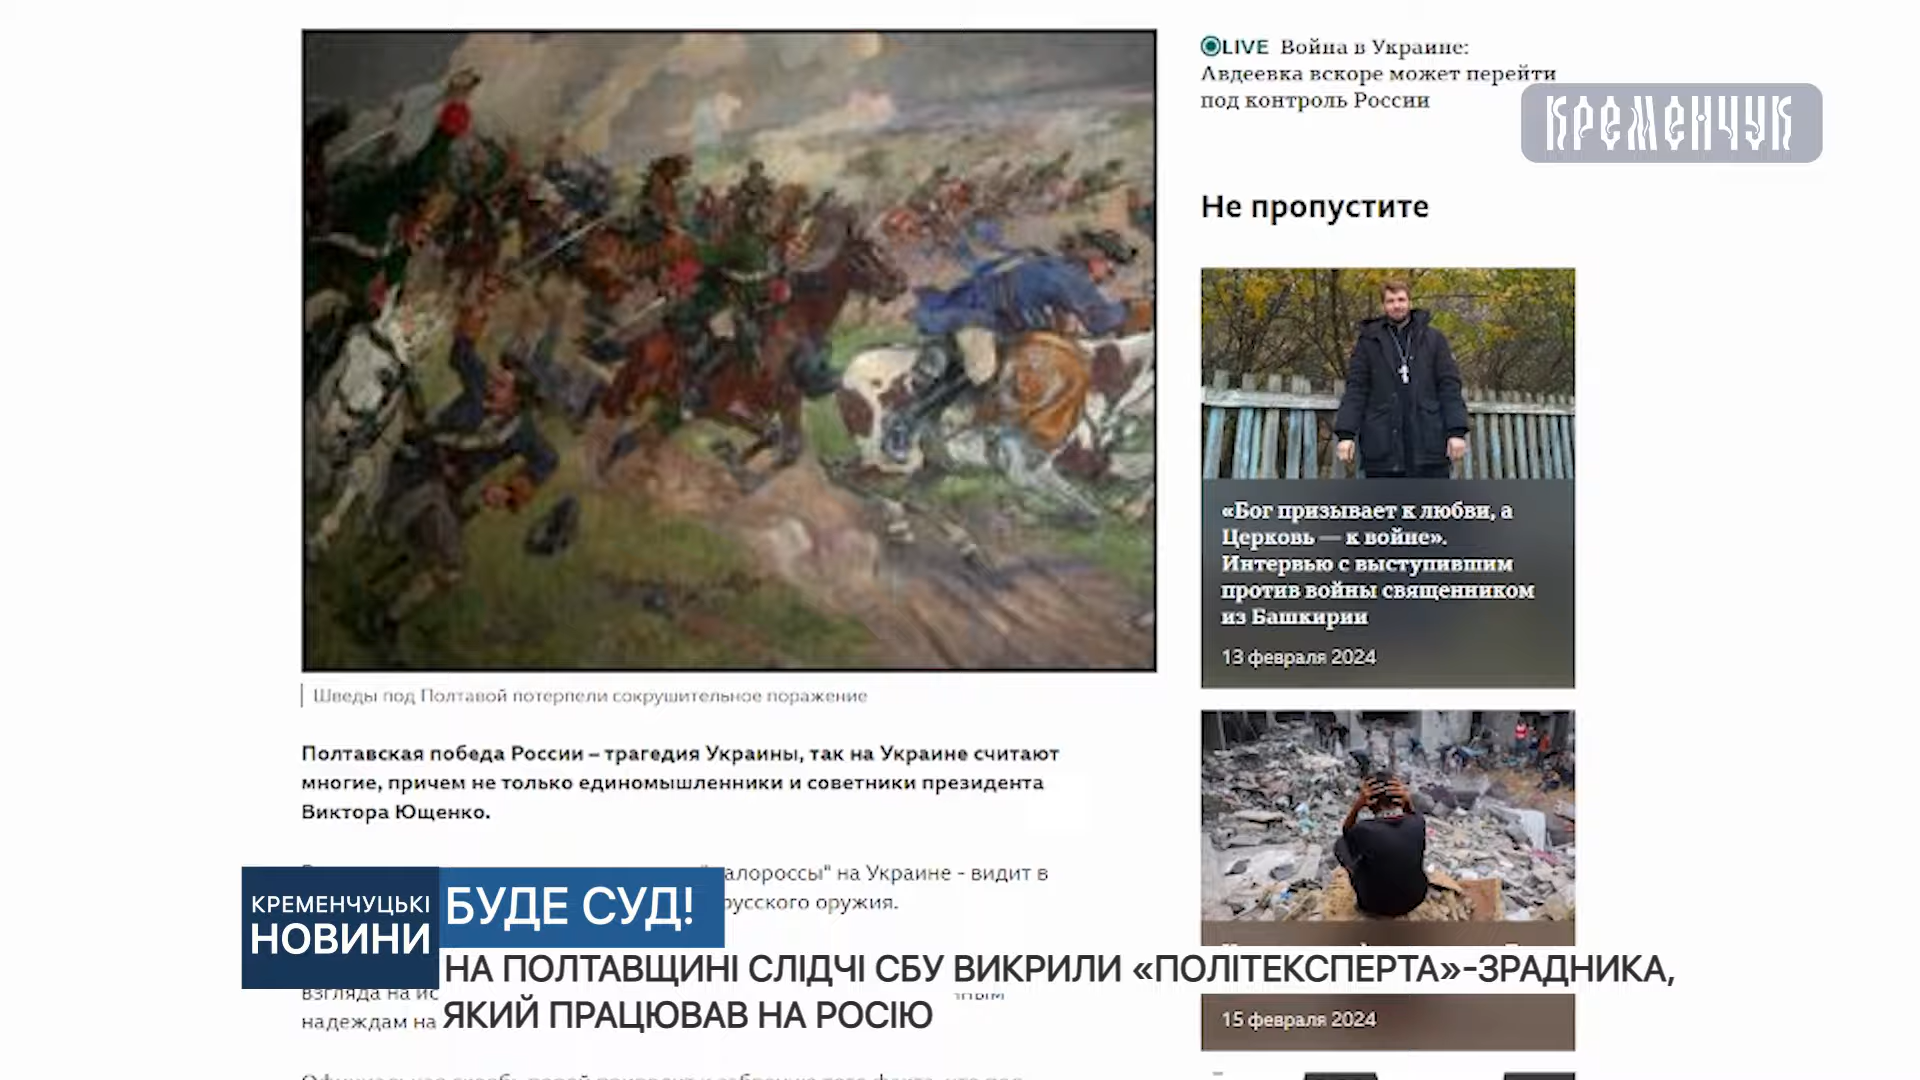 LIVE Война в Украине:
Авдеевка вскоре может перейти
под контроль России
КРЕМЕНЧУК
Не пропустите
«Бог призывает к любви, а
Церковь — к войне».
Интервью с выступившим
против войны священником
из Башкирии
13 февраля 2024
Шведы под Полтавой потерпели сокрушительное поражение
Полтавская победа России – трагедия Украины, так на Украине считают
многие, причем не только единомышленники и советники президента
Виктора Ющенко.
алороссы" на Украине - видит в
русского оружия.
КРЕМЕНЧУЦЬКІ
НОВИНИ
БУДЕ СУД!
НА ПОЛТАВЩИНІ СЛІДЧІ СБУ ВИКРИЛИ «ПОЛІТЕКСПЕРТА»-ЗРАДНИКА,
ЯКИЙ ПРАЦЮВАВ НА РОСІЮ
взгляда на
надеждам на
15 февраля 2024